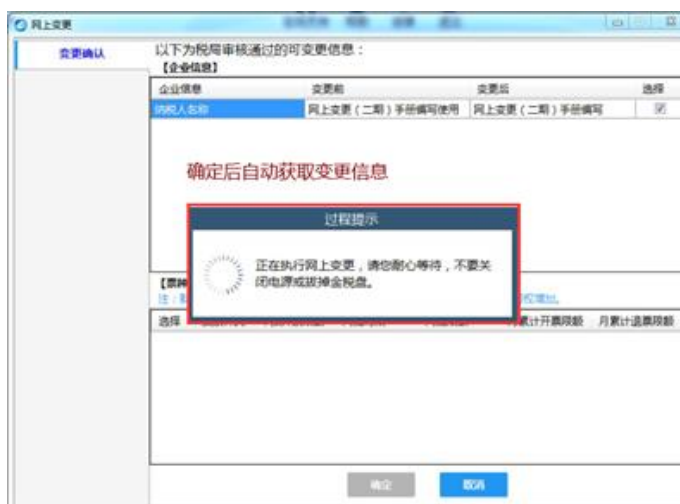 网上变更
变更确认
以下为税局审核通过的可变更信息：
【企业信息】
企业信息 变更前 变更后 选择
纳税人名称 网上变更（二期）手册编写使用 网上变更（二期）手册编写
确定后自动获取变更信息
过程提示
正在执行网上变更，请您耐心等待，不要关
闭电源或拔掉金税盘。
【票种
注：
选择 月累计开票限额 月累计退票限额
确定 取消